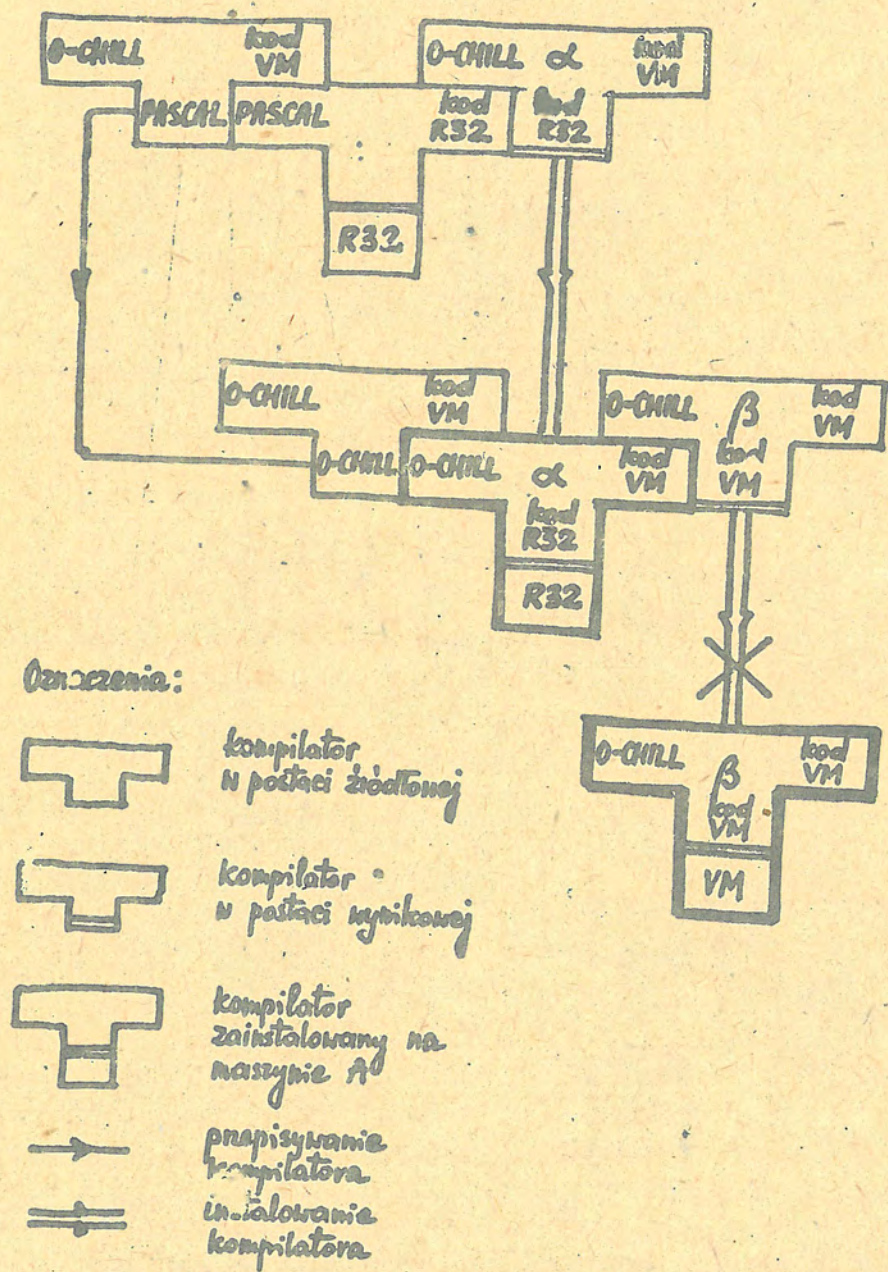 O-CHILL kod VM
O-CHILL α kod VM
PASCAL PASCAL kod R32
kod R32
R32
O-CHILL kod VM
O-CHILL β kod VM
O-CHILL O-CHILL α kod VM
kod VM
kod R32
R32
Oznaczenia:
O-CHILL β kod VM
kod VM
VM
kompilator
w postaci źródłowej
kompilator
w postaci wynikowej
kompilator
zainstalowany na
maszynie A
przepisywanie
kompilatora
instalowanie
kompilatora